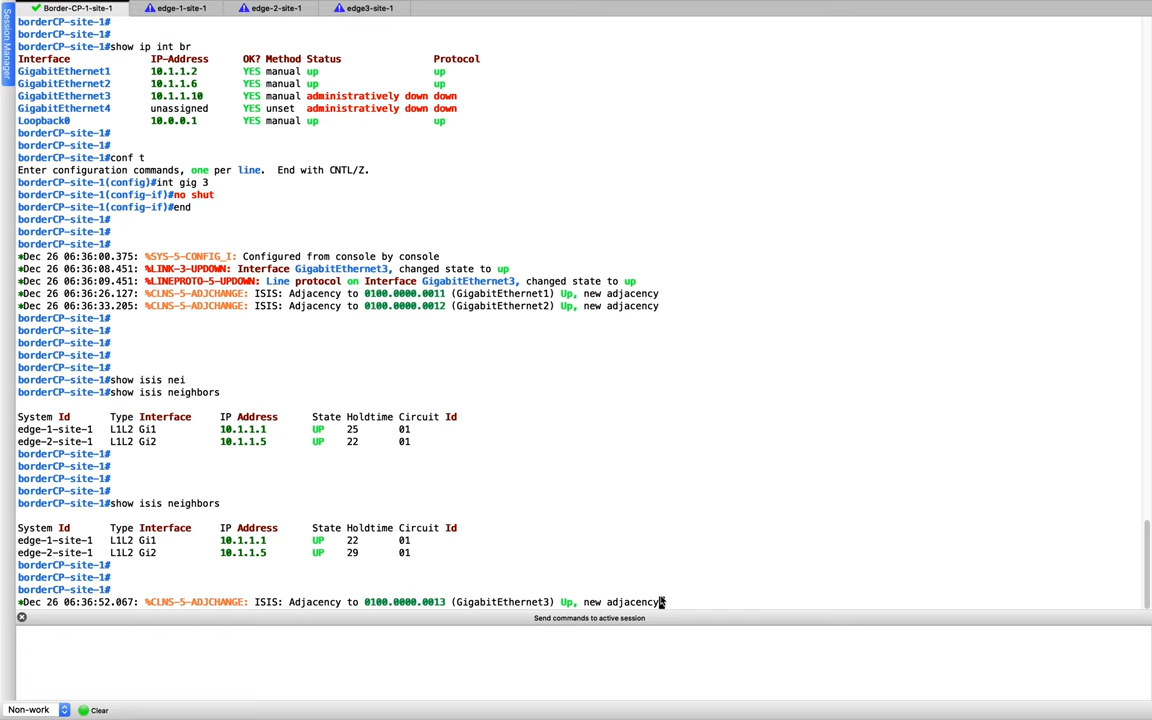 Border-CP-1-site-1 edge-1-site-1 edge-2-site-1 edge3-site-1
Session Manager
borderCP-site-1#
borderCP-site-1#
borderCP-site-1#show ip int br
Interface IP-Address OK? Method Status Protocol
GigabitEthernet1 10.1.1.2 YES manual up up
GigabitEthernet2 10.1.1.6 YES manual up up
GigabitEthernet3 10.1.1.10 YES manual administratively down down
GigabitEthernet4 unassigned YES unset administratively down down
Loopback0 10.0.0.1 YES manual up up
borderCP-site-1#
borderCP-site-1#
borderCP-site-1#conf t
Enter configuration commands, one per line. End with CNTL/Z.
borderCP-site-1(config)#int gig 3
borderCP-site-1(config-if)#no shut
borderCP-site-1(config-if)#end
borderCP-site-1#
borderCP-site-1#
borderCP-site-1#
*Dec 26 06:36:00.375: %SYS-5-CONFIG_I: Configured from console by console
*Dec 26 06:36:08.451: %LINK-3-UPDOWN: Interface GigabitEthernet3, changed state to up
*Dec 26 06:36:09.451: %LINEPROTO-5-UPDOWN: Line protocol on Interface GigabitEthernet3, changed state to up
*Dec 26 06:36:26.127: %CLNS-5-ADJCHANGE: ISIS: Adjacency to 0100.0000.0011 (GigabitEthernet1) Up, new adjacency
*Dec 26 06:36:33.205: %CLNS-5-ADJCHANGE: ISIS: Adjacency to 0100.0000.0012 (GigabitEthernet2) Up, new adjacency
borderCP-site-1#
borderCP-site-1#
borderCP-site-1#
borderCP-site-1#
borderCP-site-1#
borderCP-site-1#show isis nei
borderCP-site-1#show isis neighbors
System Id Type Interface IP Address State Holdtime Circuit Id
edge-1-site-1 L1L2 Gi1 10.1.1.1 UP 25 01
edge-2-site-1 L1L2 Gi2 10.1.1.5 UP 22 01
borderCP-site-1#
borderCP-site-1#
borderCP-site-1#
borderCP-site-1#
borderCP-site-1#show isis neighbors
System Id Type Interface IP Address State Holdtime Circuit Id
edge-1-site-1 L1L2 Gi1 10.1.1.1 UP 22 01
edge-2-site-1 L1L2 Gi2 10.1.1.5 UP 29 01
borderCP-site-1#
borderCP-site-1#
borderCP-site-1#
*Dec 26 06:36:52.067: %CLNS-5-ADJCHANGE: ISIS: Adjacency to 0100.0000.0013 (GigabitEthernet3) Up, new adjacency
Send commands to active session
Non-work Clear